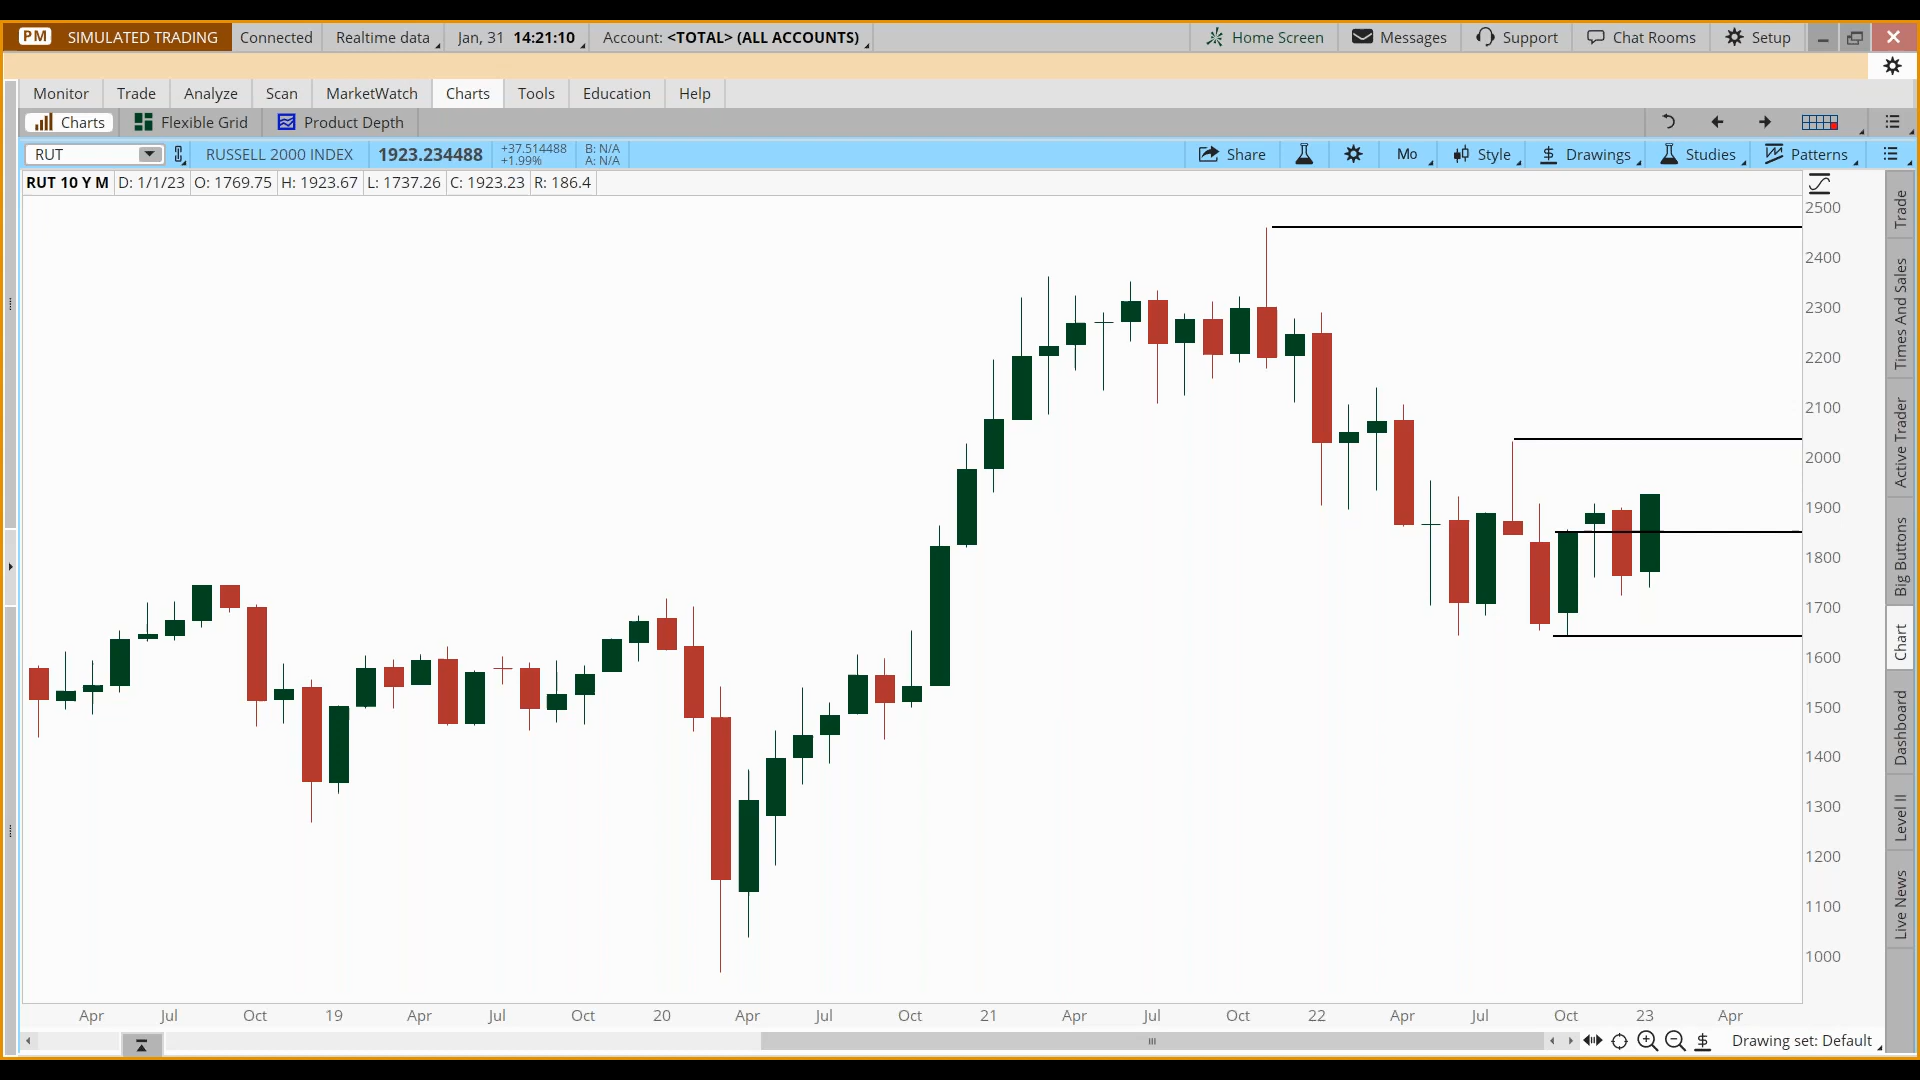 PM SIMULATED TRADING Connected Realtime data Jan, 31 14:21:10 Account: <TOTAL> (ALL ACCOUNTS) Home Screen Messages Support Chat Rooms Setup
Monitor Trade Analyze Scan MarketWatch Charts Tools Education Help
Charts Flexible Grid Product Depth
RUT RUSSELL 2000 INDEX 1923.234488 +37.514488 B: N/A Share Mo Style Drawings Studies Patterns
+1.99% A: N/A
RUT 10 Y M D: 1/1/23 O: 1769.75 H: 1923.67 L: 1737.26 C: 1923.23 R: 186.4
2500
2400
2300
2200
2100
2000
1900
1800
1700
1600
1500
1400
1300
1200
1100
1000
Apr Jul Oct 19 Apr Jul Oct 20 Apr Jul Oct 21 Apr Jul Oct 22 Apr Jul Oct 23 Apr
Drawing set: Default
Trade
Times And Sales
Active Trader
Big Buttons
Chart
Dashboard
Level II
Live News